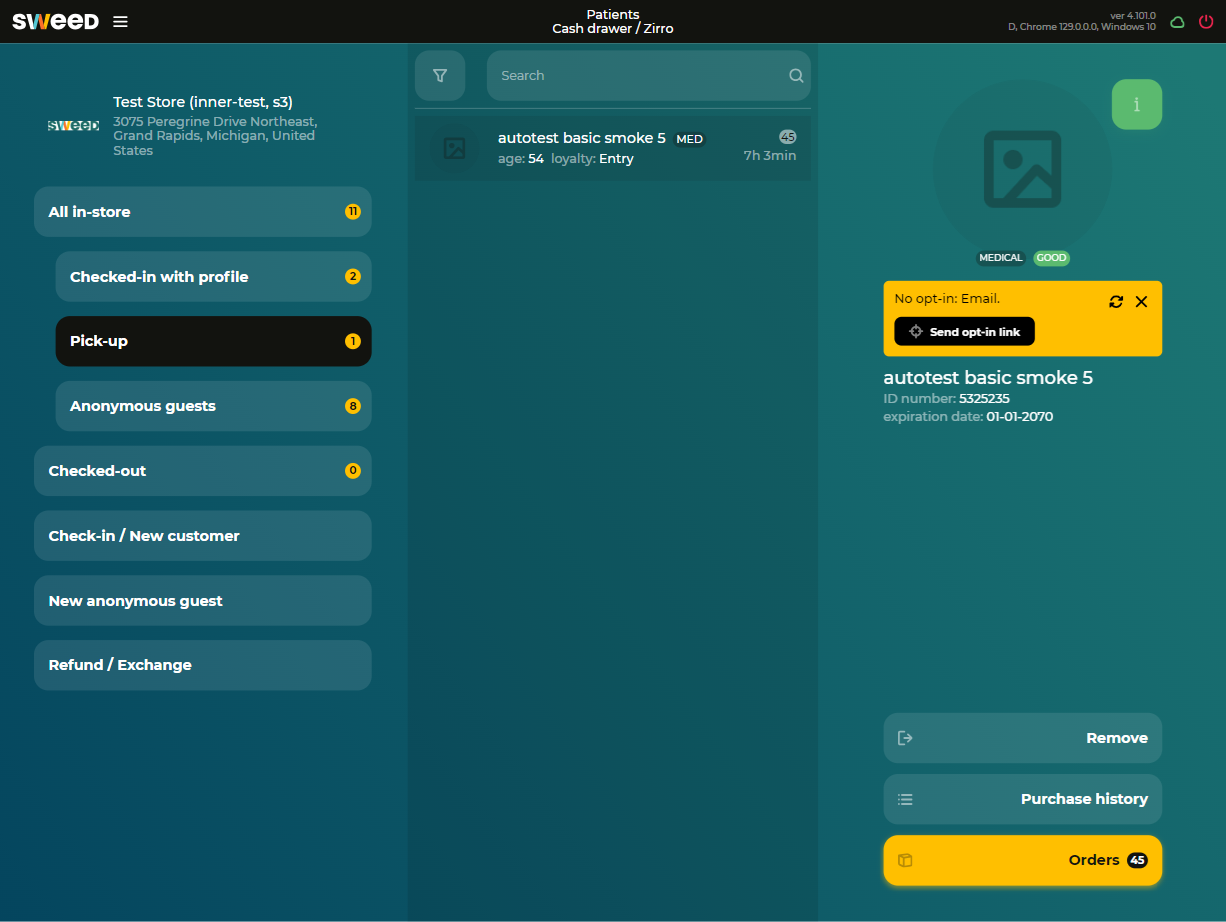 sweed
Patients
Cash drawer / Zirro
ver 4.101.0
D, Chrome 129.0.0.0, Windows 10
sweed
Test Store (inner-test, s3)
3075 Peregrine Drive Northeast,
Grand Rapids, Michigan, United
States
All in-store 11
Checked-in with profile 2
Pick-up 1
Anonymous guests 8
Checked-out 0
Check-in / New customer
New anonymous guest
Refund / Exchange
Search
autotest basic smoke 5 MED 45
age: 54 loyalty: Entry 7h 3min
i
MEDICAL GOOD
No opt-in: Email.
Send opt-in link
autotest basic smoke 5
ID number: 5325235
expiration date: 01-01-2070
Remove
Purchase history
Orders 45